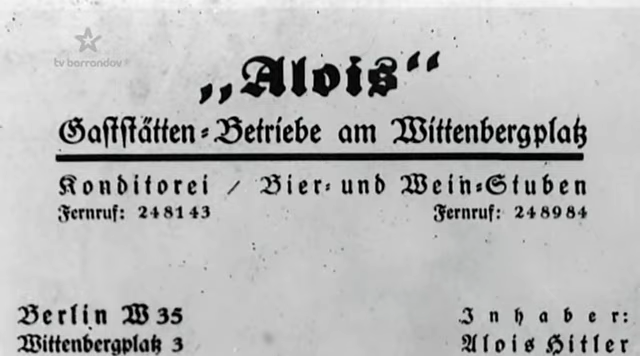 tv barrandov
„Alois“
Gaststätten-Betriebe am Wittenbergplatz
Konditorei / Bier- und Wein-Stuben
Fernruf: 248143 Fernruf: 248984
Berlin W 35 Inhaber:
Wittenbergplatz 3 Alois Hitler